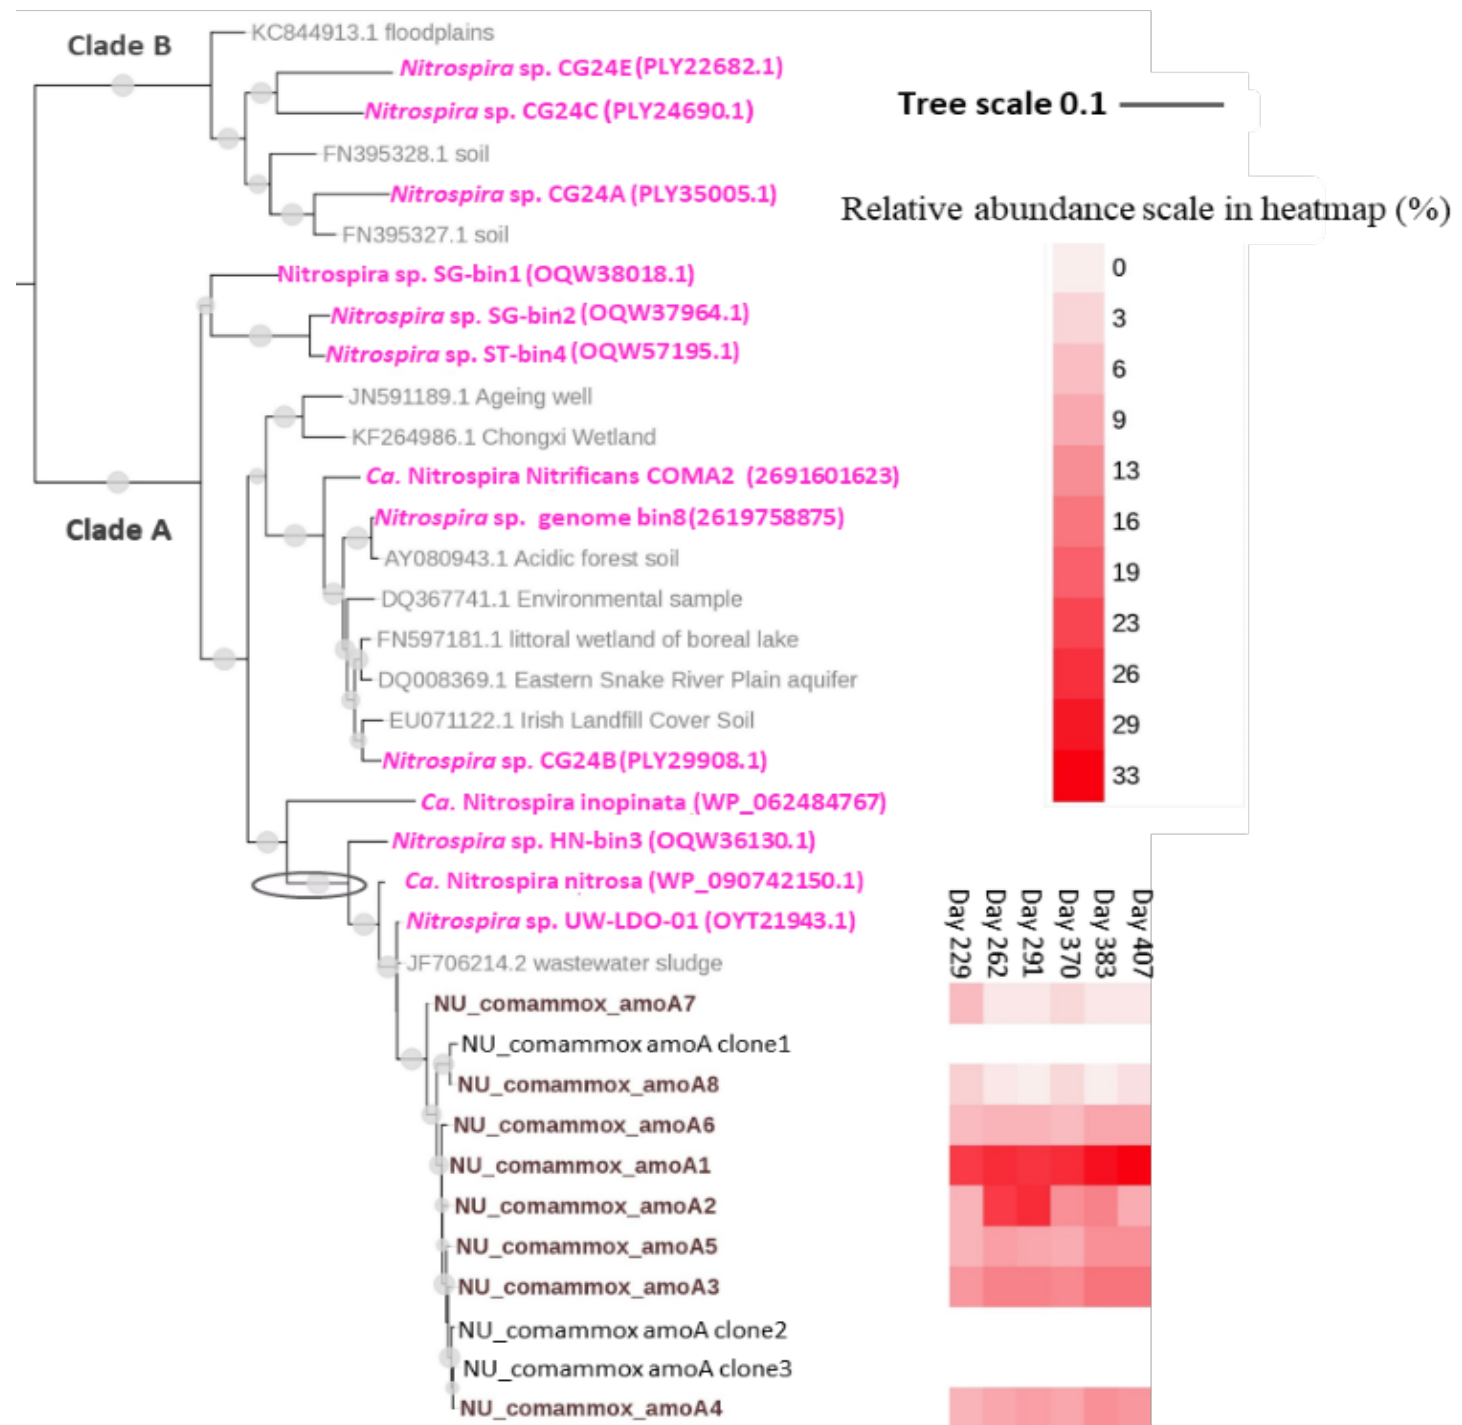 Clade B
KC844913.1 floodplains
Nitrospira sp. CG24E (PLY22682.1)
Nitrospira sp. CG24C (PLY24690.1)
FN395328.1 soil
Nitrospira sp. CG24A (PLY35005.1)
FN395327.1 soil
Nitrospira sp. SG-bin1 (OQW38018.1)
Nitrospira sp. SG-bin2 (OQW37964.1)
Nitrospira sp. ST-bin4 (OQW57195.1)
JN591189.1 Ageing well
KF264986.1 Chongxi Wetland
Ca. Nitrospira Nitrificans COMA2 (2691601623)
Nitrospira sp. genome bin8(2619758875)
Clade A
AY080943.1 Acidic forest soil
DQ367741.1 Environmental sample
FN597181.1 littoral wetland of boreal lake
DQ008369.1 Eastern Snake River Plain aquifer
EU071122.1 Irish Landfill Cover Soil
Nitrospira sp. CG24B(PLY29908.1)
Ca. Nitrospira inopinata (WP_062484767)
Nitrospira sp. HN-bin3 (OQW36130.1)
Ca. Nitrospira nitrosa (WP_090742150.1)
Nitrospira sp. UW-LDO-01 (OYT21943.1)
JF706214.2 wastewater sludge
NU_comammox_amoA7
NU_comammox amoA clone1
NU_comammox_amoA8
NU_comammox_amoA6
NU_comammox_amoA1
NU_comammox_amoA2
NU_comammox_amoA5
NU_comammox_amoA3
NU_comammox amoA clone2
NU_comammox amoA clone3
NU_comammox_amoA4
Tree scale 0.1
Relative abundance scale in heatmap (%)
0
3
6
9
13
16
19
23
26
29
33
Day 229
Day 262
Day 291
Day 370
Day 383
Day 407